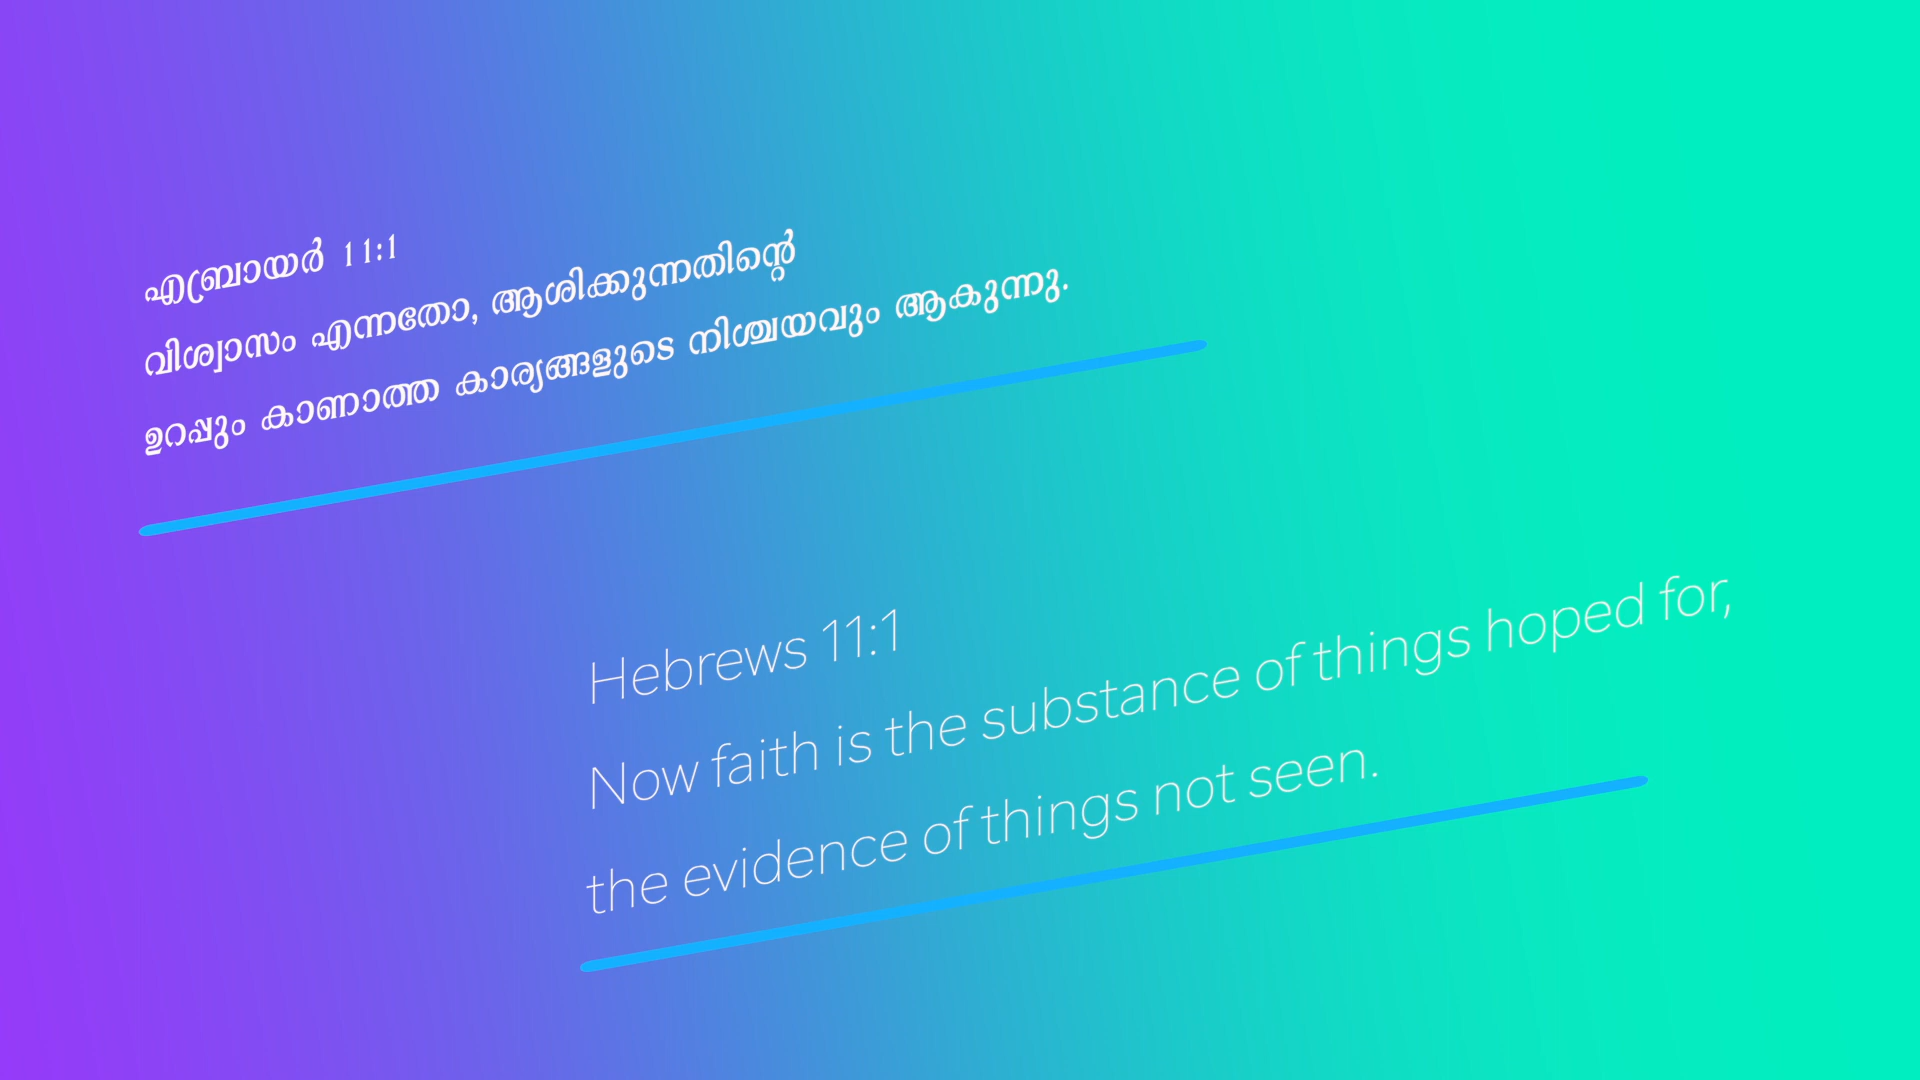 എബ്രായർ 11:1
വിശ്വാസം എന്നതോ, ആശിക്കുന്നതിന്റെ
ഉറപ്പും കാണാത്ത കാര്യങ്ങളുടെ നിശ്ചയവും ആകുന്നു.
Hebrews 11:1
Now faith is the substance of things hoped for,
the evidence of things not seen.